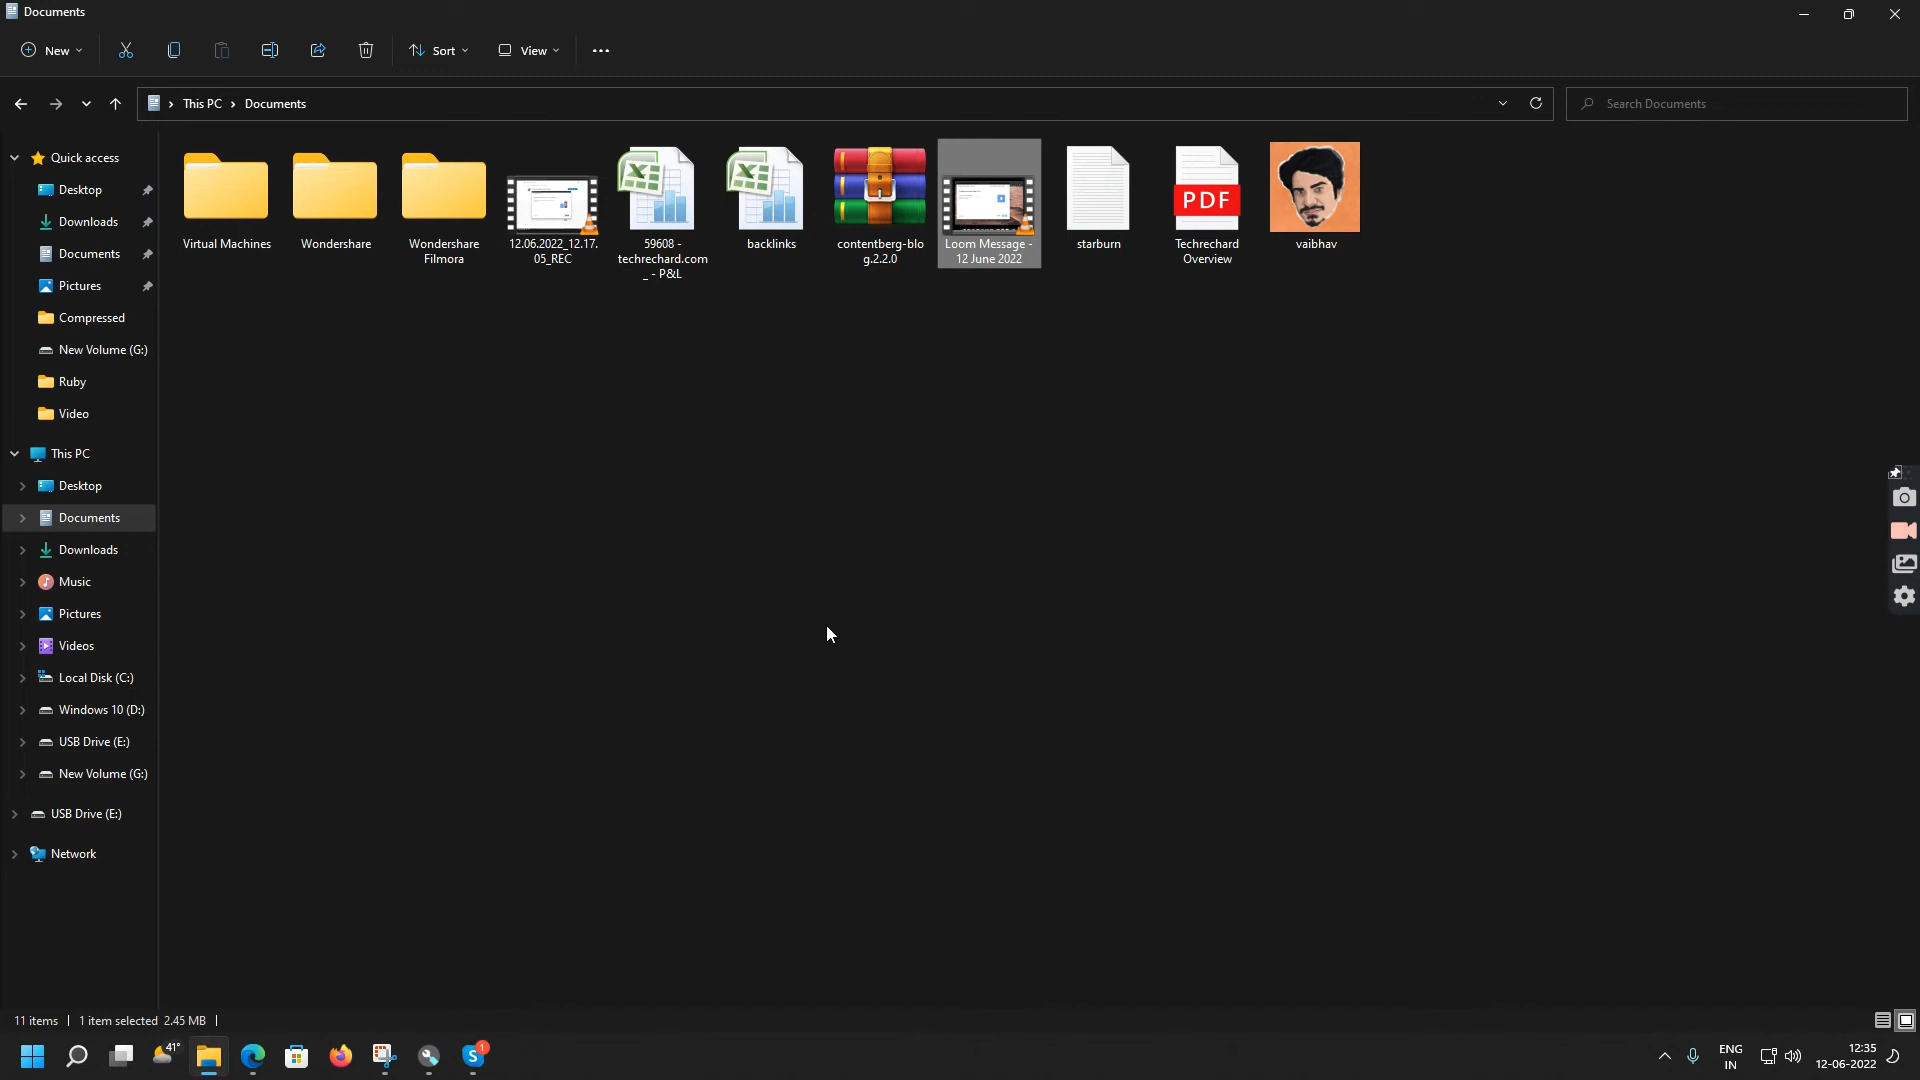 Documents
New
Sort
View
This PC
Documents
Search Documents
Quick access
Desktop
Downloads
Documents
Pictures
Compressed
New Volume (G:)
Ruby
Video
This PC
Desktop
Documents
Downloads
Music
Pictures
Videos
Local Disk (C:)
Windows 10 (D:)
USB Drive (E:)
New Volume (G:)
USB Drive (E:)
Network
Virtual Machines
Wondershare
Wondershare
Filmora
12.06.2022_12.17.
05_REC
59608 -
techrechard.com
_ - P&L
backlinks
contentberg-blo
g.2.2.0
Loom Message -
12 June 2022
starburn
PDF
Techrechard
Overview
vaibhav
11 items
1 item selected 2.45 MB
41°
1
ENG
IN
12:35
12-06-2022